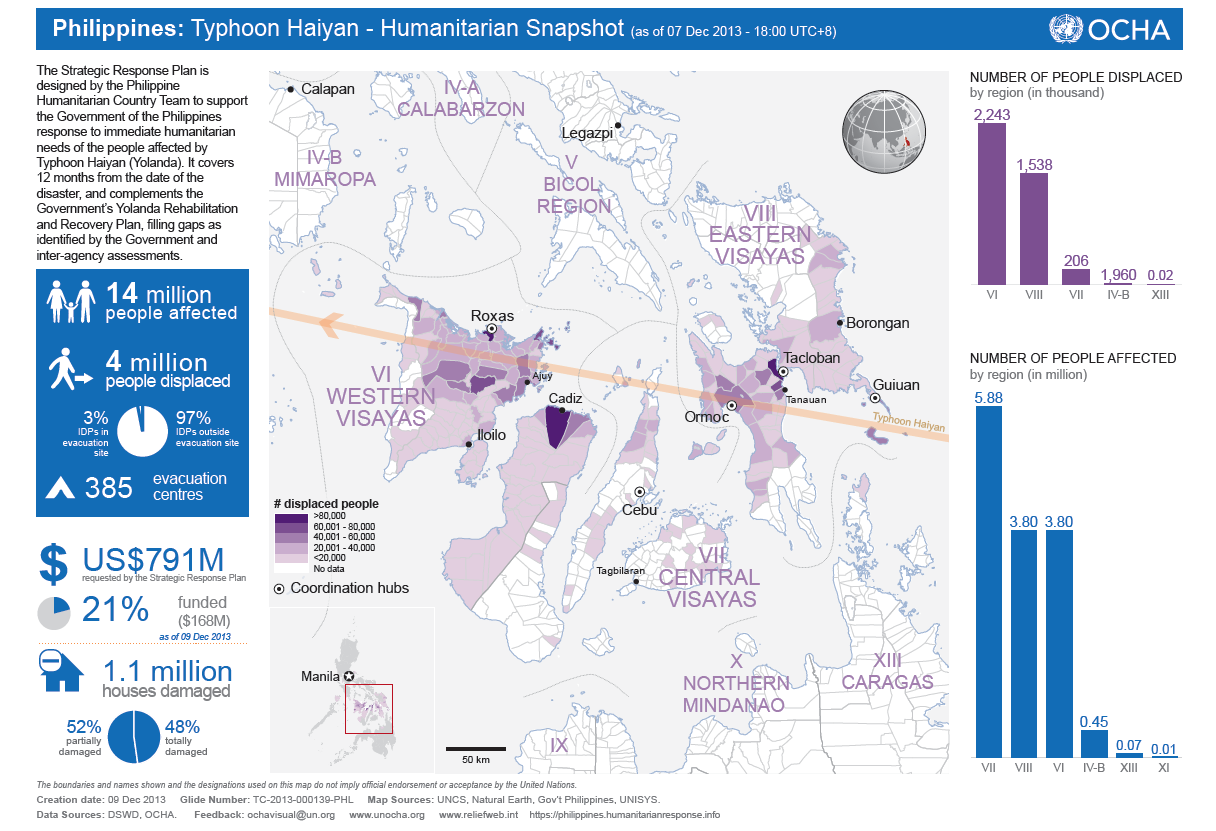 Philippines: Typhoon Haiyan - Humanitarian Snapshot (as of 07 Dec 2013 - 18:00 UTC+8)
OCHA
The Strategic Response Plan is
designed by the Philippine
Humanitarian Country Team to support
the Government of the Philippines
response to immediate humanitarian
needs of the people affected by
Typhoon Haiyan (Yolanda). It covers
12 months from the date of the
disaster, and complements the
Government's Yolanda Rehabilitation
and Recovery Plan, filling gaps as
identified by the Government and
inter-agency assessments.
14 million
people affected
4 million
people displaced
3%
IDPs in
evacuation
site
97%
IDPs outside
evacuation site
385
evacuation
centres
$ US$791M
requested by the Strategic Response Plan
21%
funded
($168M)
as of 09 Dec 2013
1.1 million
houses damaged
52%
partially
damaged
48%
totally
damaged
Calapan
IV-A
CALABARZON
Legazpi
IV-B
MIMAROPA
V
BICOL
REGION
VIII
EASTERN
VISAYAS
Roxas
Borongan
Tacloban
VI
WESTERN
VISAYAS
Ajuy
Cadiz
Tanauan
Guiuan
Ormoc
Typhoon Haiyan
Iloilo
Cebu
# displaced people
>80,000
60,001 - 80,000
40,001 - 60,000
20,001 - 40,000
<20,000
No data
Coordination hubs
Tagbilaran
VII
CENTRAL
VISAYAS
Manila
X
NORTHERN
MINDANAO
XIII
CARAGAS
IX
50 km
NUMBER OF PEOPLE DISPLACED
by region (in thousand)
2,243
1,538
206
1,960
0.02
VI VIII VII IV-B XIII
NUMBER OF PEOPLE AFFECTED
by region (in million)
5.88
3.80 3.80
0.45
0.07
0.01
VII VIII VI IV-B XIII XI
The boundaries and names shown and the designations used on this map do not imply official endorsement or acceptance by the United Nations.
Creation date: 09 Dec 2013 Glide Number: TC-2013-000139-PHL Map Sources: UNCS, Natural Earth, Gov't Philippines, UNISYS.
Data Sources: DSWD, OCHA. Feedback: ochavisual@un.org www.unocha.org www.reliefweb.int https://philippines.humanitarianresponse.info